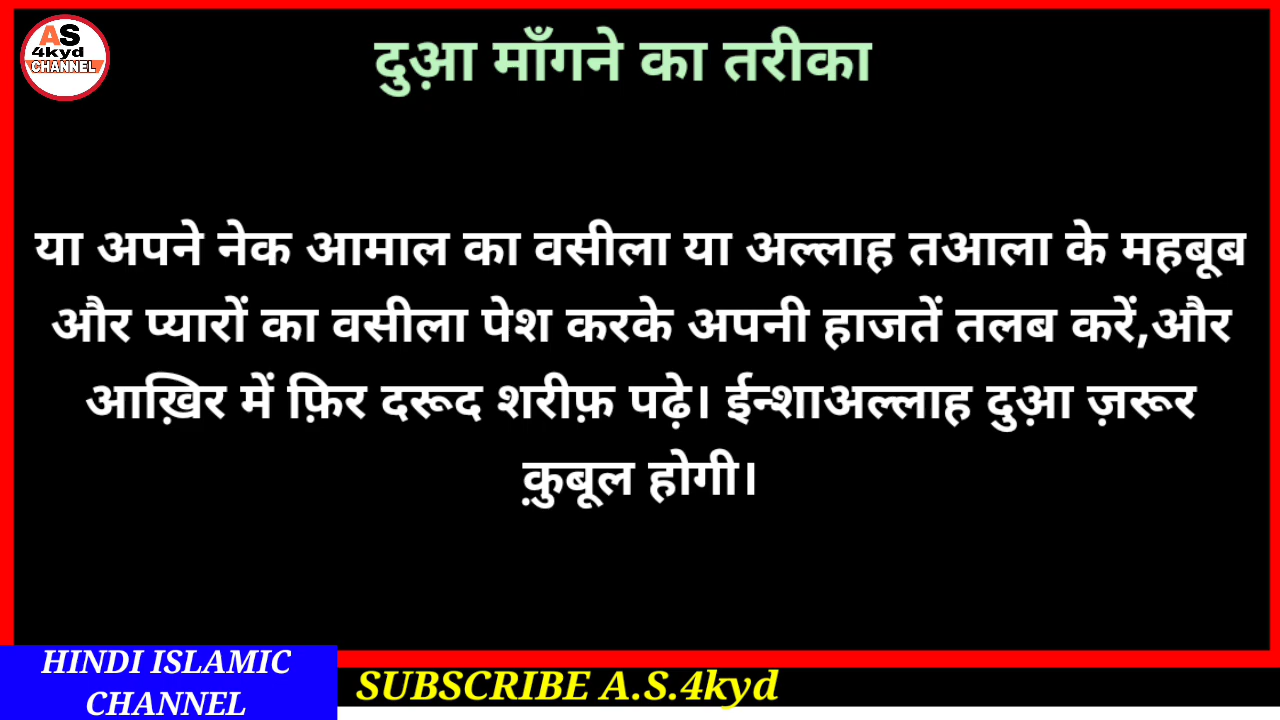 AS
4kyd
CHANNEL
दुआ़ माँगने का तरीका
या अपने नेक आमाल का वसीला या अल्लाह तआला के महबूब
और प्यारों का वसीला पेश करके अपनी हाजतें तलब करें,और
आख़िर में फ़िर दरूद शरीफ़ पढ़े। ईन्शाअल्लाह दुआ़ ज़रूर
क़ुबूल होगी।
HINDI ISLAMIC
CHANNEL
SUBSCRIBE A.S.4kyd